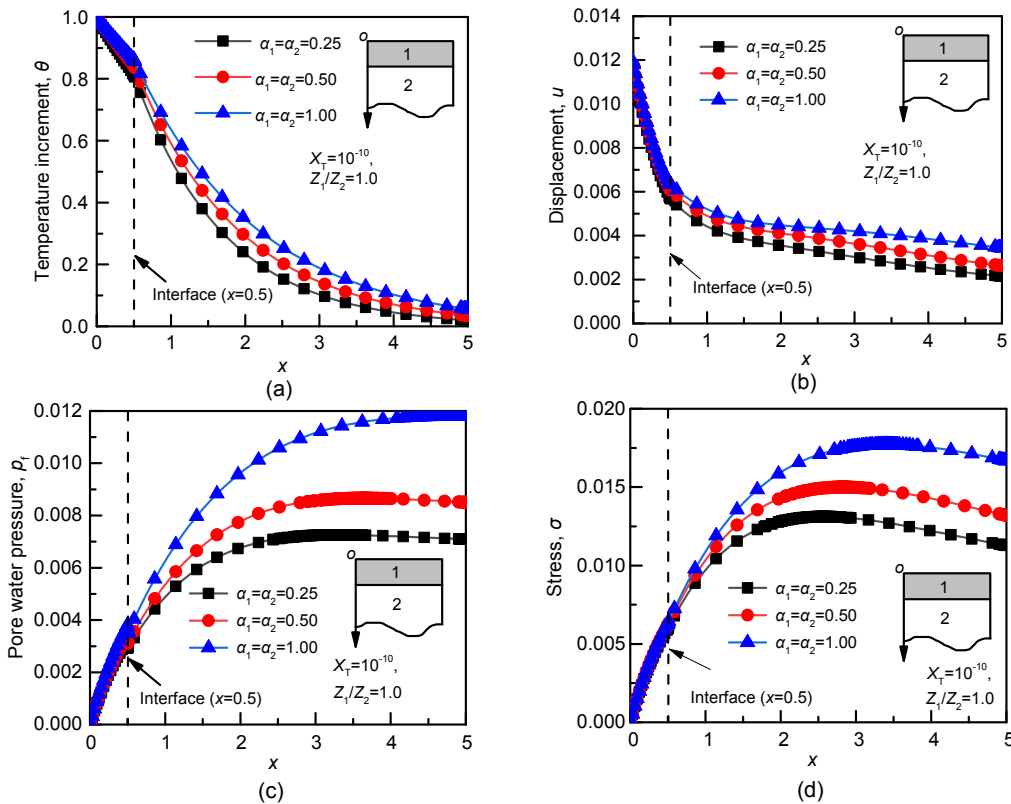 1.0
0.8
0.6
0.4
0.2
0.0
Temperature increment, θ
α₁=α₂=0.25
α₁=α₂=0.50
α₁=α₂=1.00
o
1
2
X_T=10⁻¹⁰,
Z₁/Z₂=1.0
Interface (x=0.5)
0 1 2 3 4 5
x
(a)
0.014
0.012
0.010
0.008
0.006
0.004
0.002
0.000
Displacement, u
α₁=α₂=0.25
α₁=α₂=0.50
α₁=α₂=1.00
o
1
2
X_T=10⁻¹⁰,
Z₁/Z₂=1.0
Interface (x=0.5)
0 1 2 3 4 5
x
(b)
0.012
0.010
0.008
0.006
0.004
0.002
0.000
Pore water pressure, p_f
o
1
2
α₁=α₂=0.25
α₁=α₂=0.50
α₁=α₂=1.00
X_T=10⁻¹⁰,
Z₁/Z₂=1.0
Interface (x=0.5)
0 1 2 3 4 5
x
(c)
0.020
0.015
0.010
0.005
0.000
Stress, σ
o
1
2
α₁=α₂=0.25
α₁=α₂=0.50
α₁=α₂=1.00
X_T=10⁻¹⁰,
Z₁/Z₂=1.0
Interface (x=0.5)
0 1 2 3 4 5
x
(d)